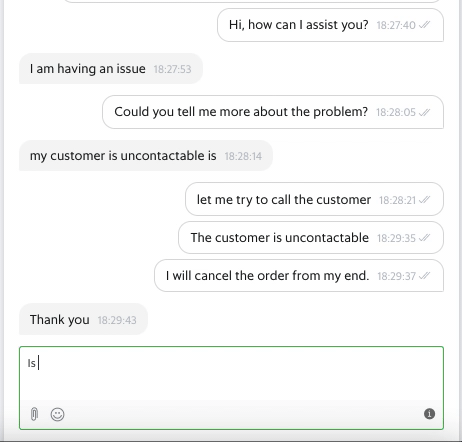 Hi, how can I assist you? 18:27:40
I am having an issue 18:27:53
Could you tell me more about the problem? 18:28:05
my customer is uncontactable is 18:28:14
let me try to call the customer 18:28:21
The customer is uncontactable 18:29:35
I will cancel the order from my end. 18:29:37
Thank you 18:29:43
Is